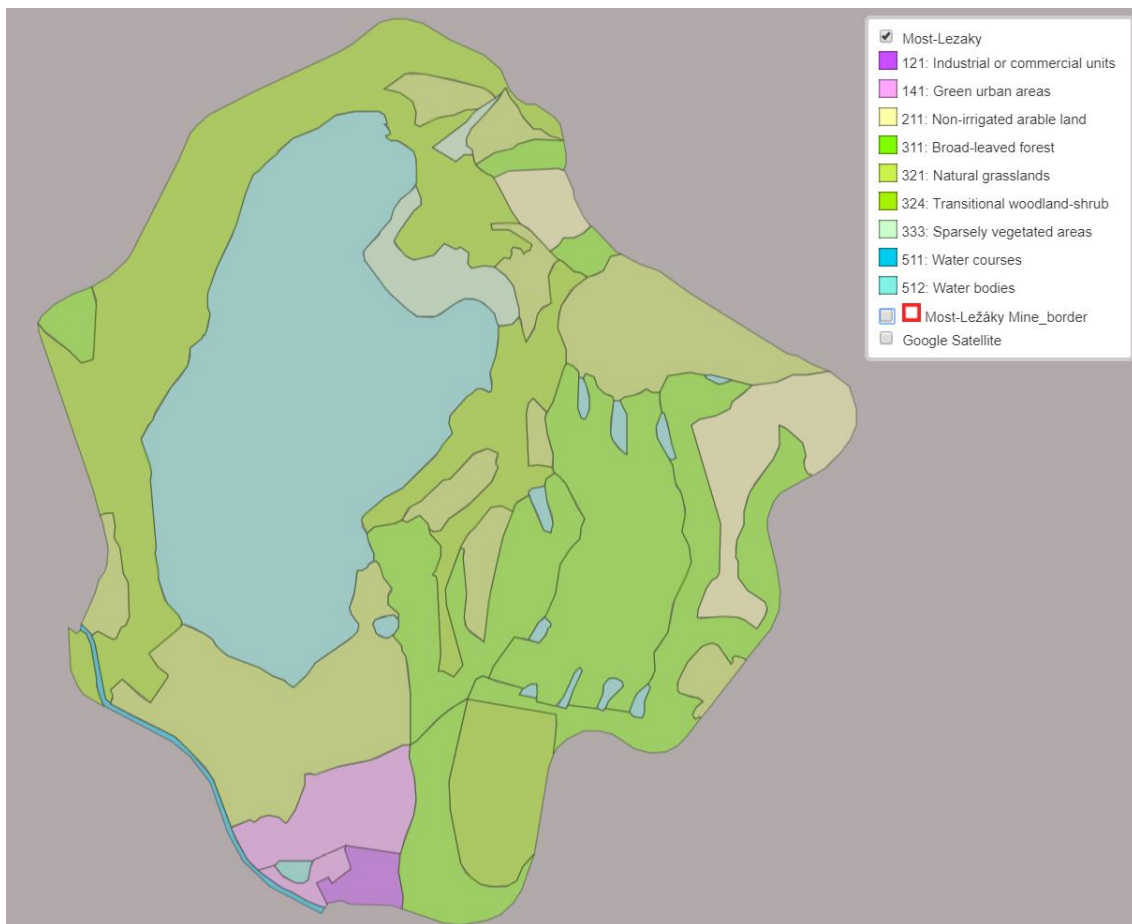 Most-Lezaky
121: Industrial or commercial units
141: Green urban areas
211: Non-irrigated arable land
311: Broad-leaved forest
321: Natural grasslands
324: Transitional woodland-shrub
333: Sparsely vegetated areas
511: Water courses
512: Water bodies
Most-Ležáky Mine_border
Google Satellite